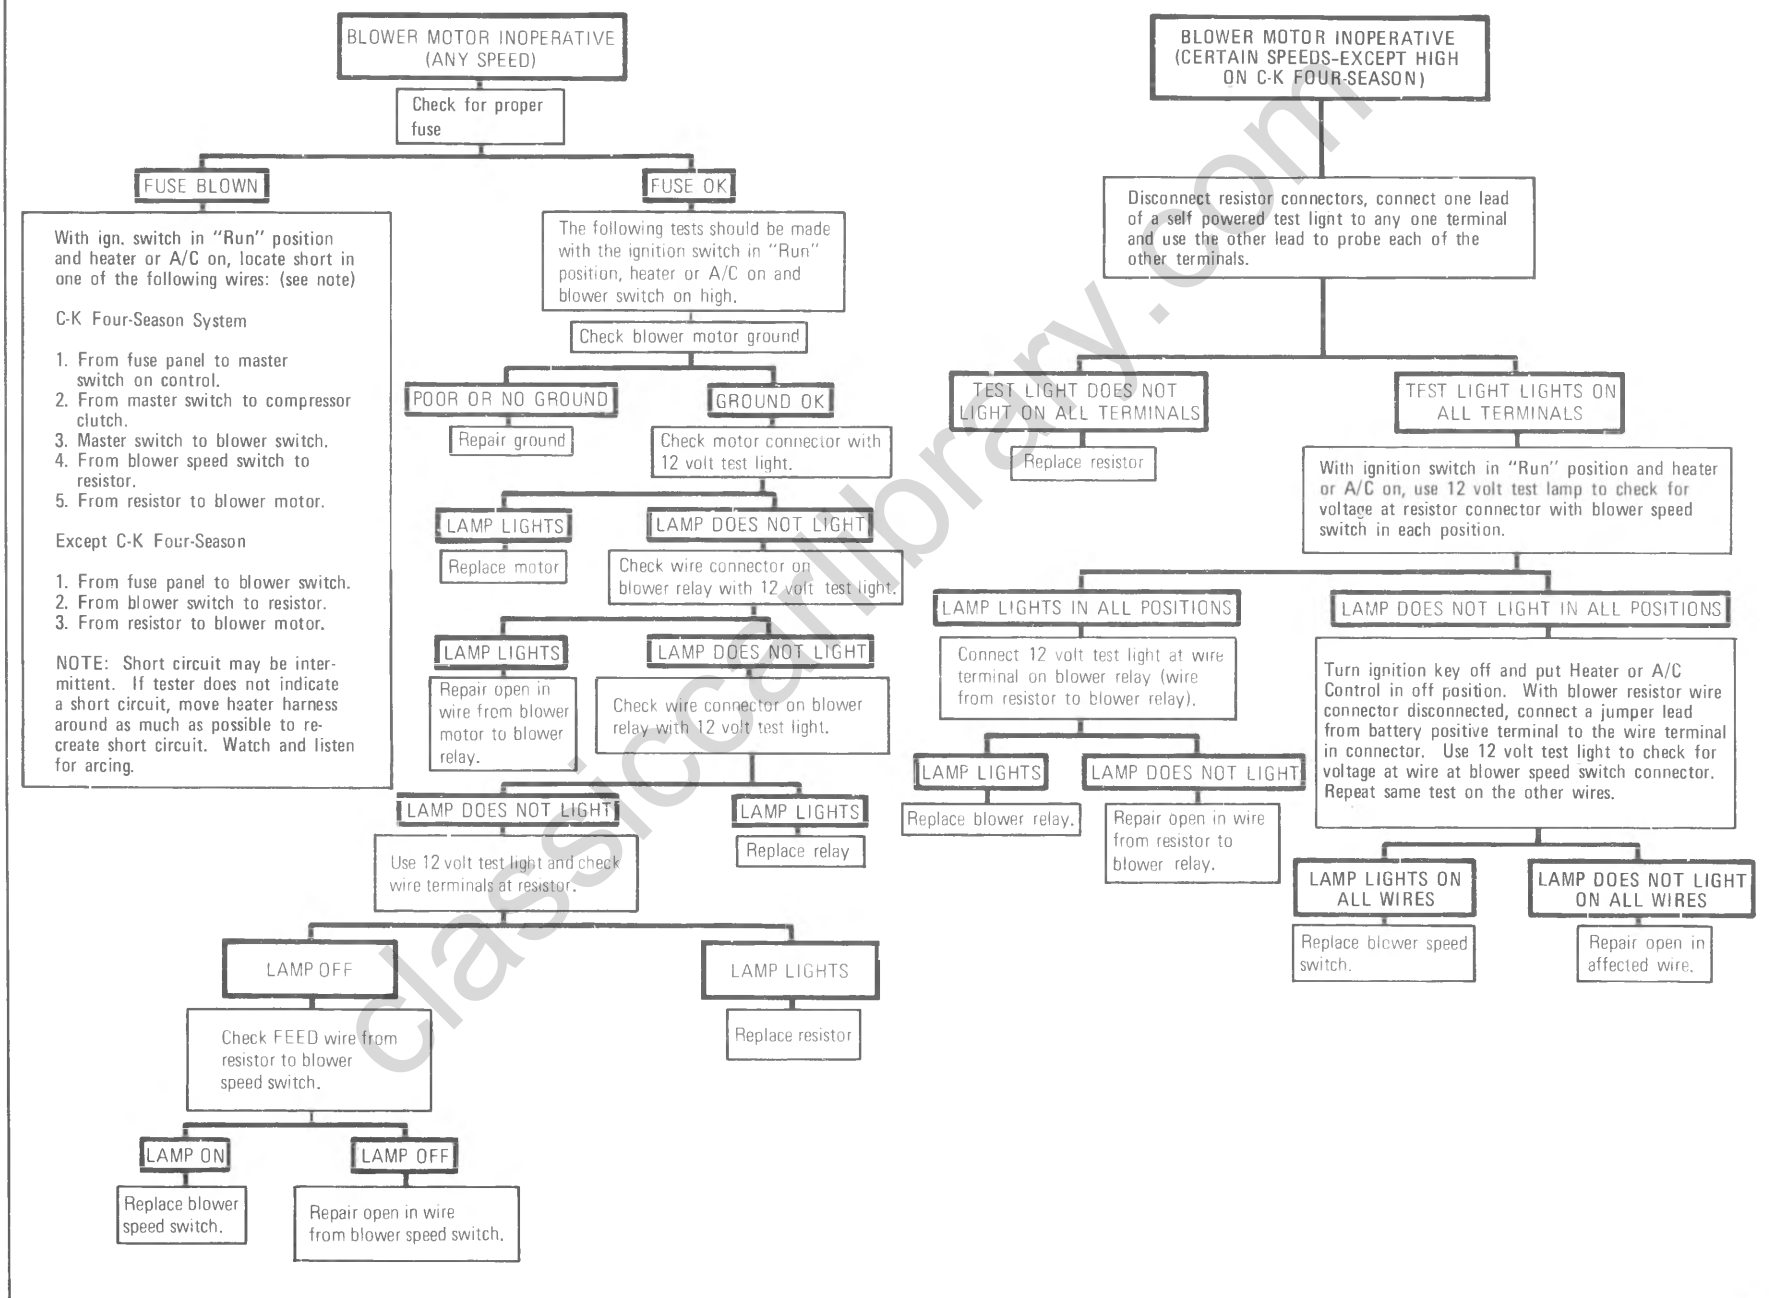 BLOWER MOTOR INOPERATIVE
(ANY SPEED)
Check for proper
fuse
FUSE BLOWN
With ign. switch in "Run" position
and heater or A/C on, locate short in
one of the following wires: (see note)
C-K Four-Season System
1. From fuse panel to master
switch on control.
2. From master switch to compressor
clutch.
3. Master switch to blower switch.
4. From blower speed switch to
resistor.
5. From resistor to blower motor.
Except C-K Four-Season
1. From fuse panel to blower switch.
2. From blower switch to resistor.
3. From resistor to blower motor.
NOTE: Short circuit may be inter-
mittent. If tester does not indicate
a short circuit, move heater harness
around as much as possible to re-
create short circuit. Watch and listen
for arcing.
FUSE OK
The following tests should be made
with the ignition switch in "Run"
position, heater or A/C on and
blower switch on high.
Check blower motor ground
POOR OR NO GROUND
Repair ground
GROUND OK
Check motor connector with
12 volt test light.
LAMP LIGHTS
Replace motor
LAMP DOES NOT LIGHT
Check wire connector on
blower relay with 12 volt test light.
LAMP LIGHTS
Repair open in
wire from blower
motor to blower
relay.
LAMP DOES NOT LIGHT
Check wire connector on blower
relay with 12 volt test light.
LAMP DOES NOT LIGHT
Use 12 volt test light and check
wire terminals at resistor.
LAMP LIGHTS
Replace relay
LAMP OFF
Check FEED wire from
resistor to blower
speed switch.
LAMP LIGHTS
Replace resistor
LAMP ON
Replace blower
speed switch.
LAMP OFF
Repair open in wire
from blower speed switch.
BLOWER MOTOR INOPERATIVE
(CERTAIN SPEEDS-EXCEPT HIGH
ON C-K FOUR-SEASON)
Disconnect resistor connectors, connect one lead
of a self powered test light to any one terminal
and use the other lead to probe each of the
other terminals.
TEST LIGHT DOES NOT
LIGHT ON ALL TERMINALS
Replace resistor
TEST LIGHT LIGHTS ON
ALL TERMINALS
With ignition switch in "Run" position and heater
or A/C on, use 12 volt test lamp to check for
voltage at resistor connector with blower speed
switch in each position.
LAMP LIGHTS IN ALL POSITIONS
Connect 12 volt test light at wire
terminal on blower relay (wire
from resistor to blower relay).
LAMP LIGHTS
Replace blower relay.
LAMP DOES NOT LIGHT
Repair open in wire
from resistor to
blower relay.
LAMP DOES NOT LIGHT IN ALL POSITIONS
Turn ignition key off and put Heater or A/C
Control in off position. With blower resistor wire
connector disconnected, connect a jumper lead
from battery positive terminal to the wire terminal
in connector. Use 12 volt test light to check for
voltage at wire at blower speed switch connector.
Repeat same test on the other wires.
LAMP LIGHTS ON
ALL WIRES
Replace blower speed
switch.
LAMP DOES NOT LIGHT
ON ALL WIRES
Repair open in
affected wire.
classiccarlibrary.com